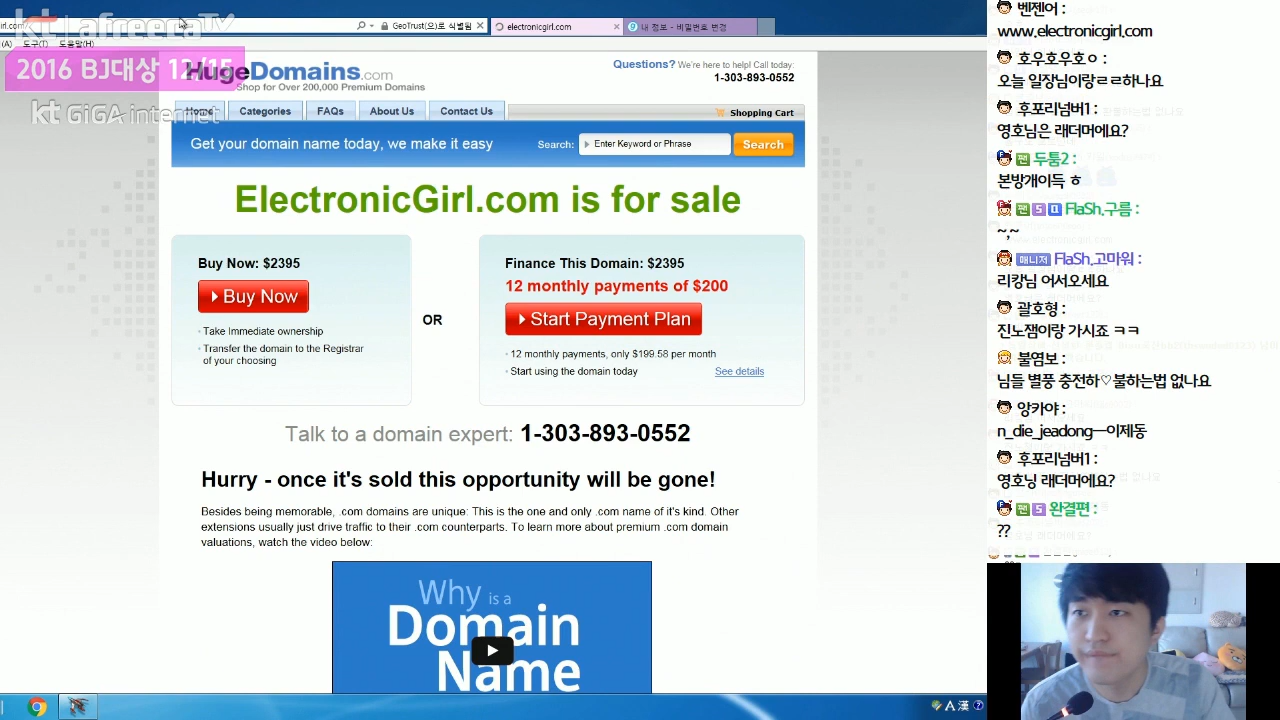 kt | afreecaTV
GeoTrust(으)로 식별됨
electronicgirl.com
내 정보 - 비밀번호 변경
(A) 도구(T) 도움말(H)
2016 BJ대상 12/15
kt GiGA internet
HugeDomains.com
Shop for Over 200,000 Premium Domains
Questions? We're here to help! Call today:
1-303-893-0552
Home
Categories
FAQs
About Us
Contact Us
Shopping Cart
Get your domain name today, we make it easy
Search:
Enter Keyword or Phrase
Search
ElectronicGirl.com is for sale
Buy Now: $2395
Buy Now
Take Immediate ownership
Transfer the domain to the Registrar
of your choosing
OR
Finance This Domain: $2395
12 monthly payments of $200
Start Payment Plan
12 monthly payments, only $199.58 per month
Start using the domain today
See details
Talk to a domain expert: 1-303-893-0552
Hurry - once it's sold this opportunity will be gone!
Besides being memorable, .com domains are unique: This is the one and only .com name of it's kind. Other
extensions usually just drive traffic to their .com counterparts. To learn more about premium .com domain
valuations, watch the video below:
Why is a
Domain
Name
A 漢
벤젠어 :
www.electronicgirl.com
호우호우호ㅇ :
오늘 일장님이랑ㄹㄹ하나요
후포리넘버1 :
영호님은 래더머에요?
팬 두툼2 :
본방개이득 ㅎ
팬 5 FlaSh.구름 :
~,~
매니저 FlaSh.고마워 :
리캉님 어서오세요
괄호형 :
진노잼이랑 가시죠 ㅋㅋ
불염보 :
님들 별풍 충전하♡불하는법 없나요
앙카야 :
n_die_jeadong—이제동
후포리넘버1 :
영호닝 래더머에요?
팬 5 완결편 :
??